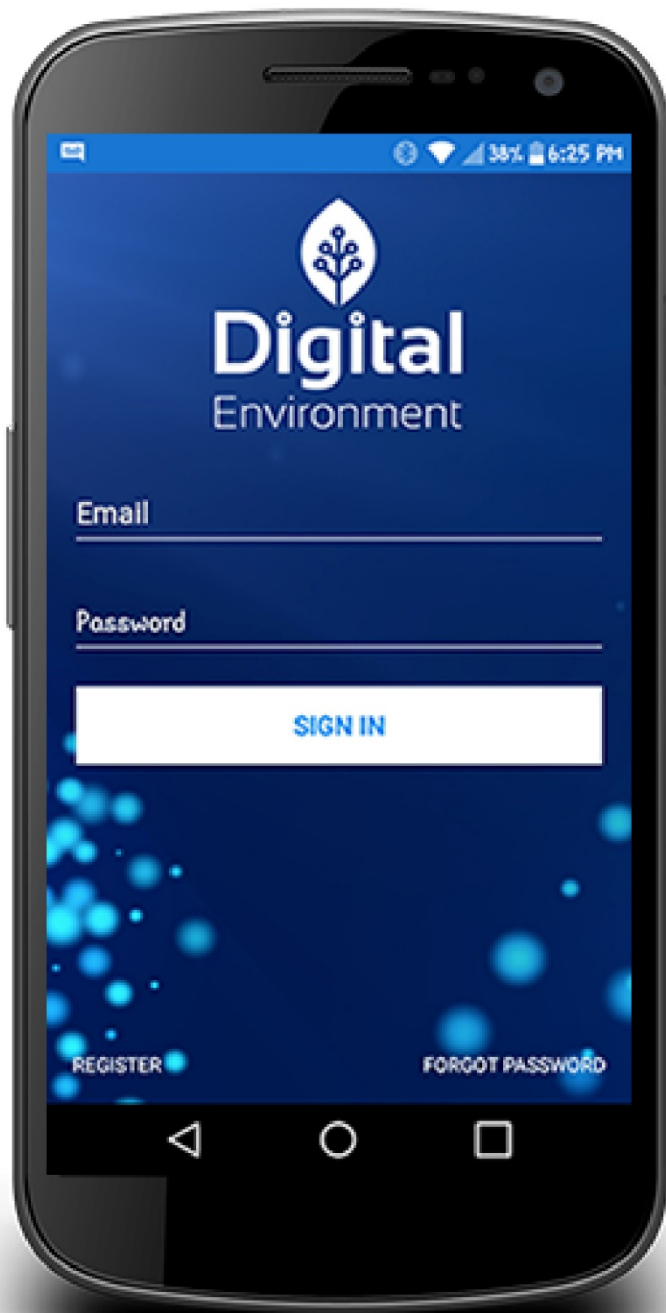 38% 6:25 PM
Digital
Environment
Email
Password
SIGN IN
REGISTER FORGOT PASSWORD